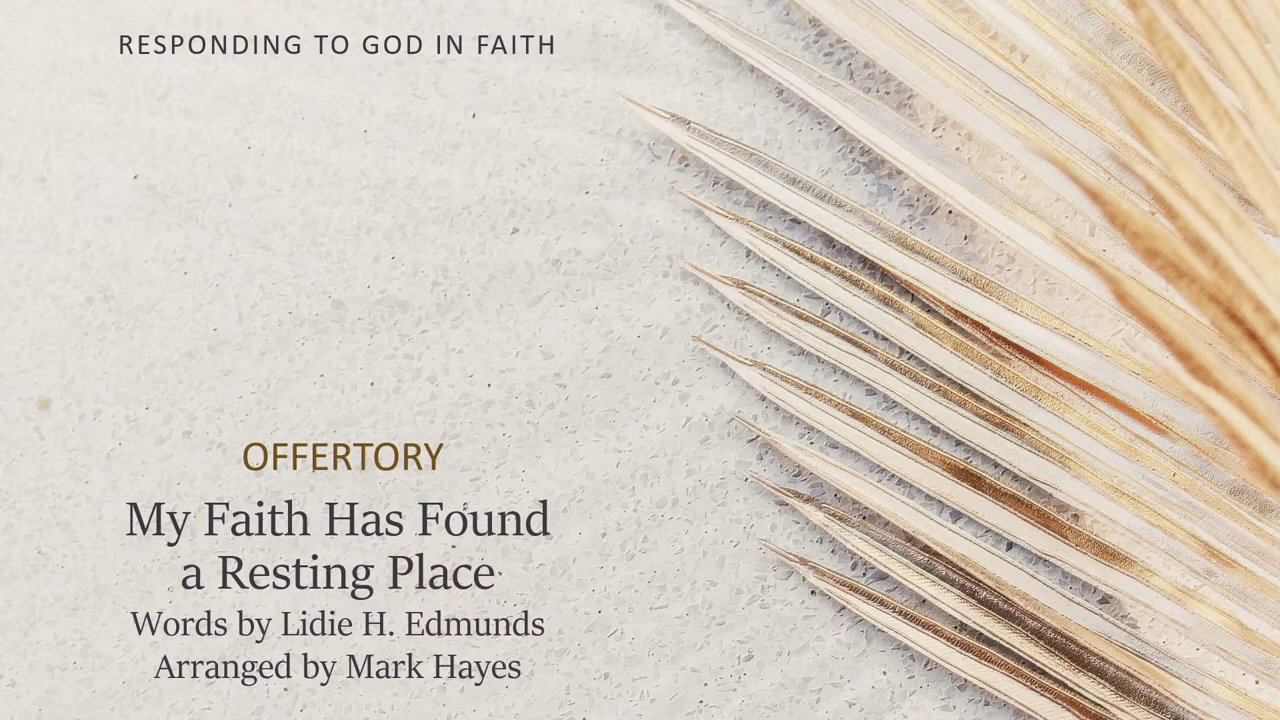 RESPONDING TO GOD IN FAITH
OFFERTORY
My Faith Has Found
a Resting Place
Words by Lidie H. Edmunds
Arranged by Mark Hayes